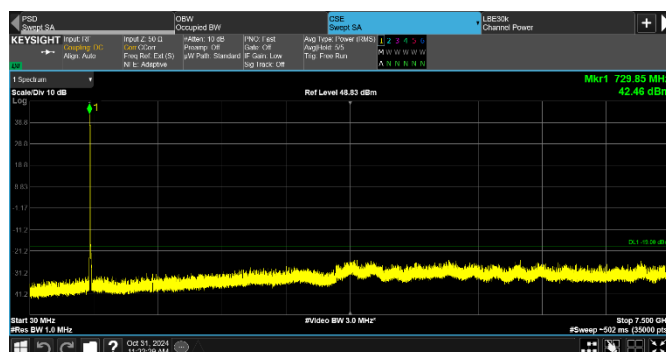 PSD
Swept SA
OBW
Occupied BW
CSE
Swept SA
LBE30k
Channel Power
KEYSIGHT
Input: RF
Coupling: DC
Align: Auto
Input Z: 50 Ω
Corr CCorr
Freq Ref: Ext (S)
NFE: Adaptive
#Atten: 10 dB
Preamp: Off
µW Path: Standard
PNO: Fast
Gate: Off
IF Gain: Low
Sig Track: Off
Avg Type: Power (RMS)
Avg|Hold: 5/5
Trig: Free Run
1 2 3 4 5 6
M W W W W W
A N N N N N
1 Spectrum
Scale/Div 10 dB
Log
Ref Level 48.83 dBm
Mkr1 729.85 MHz
42.46 dBm
1
38.8
28.8
18.8
8.83
-1.17
-11.2
-21.2
-31.2
-41.2
Start 30 MHz
#Res BW 1.0 MHz
#Video BW 3.0 MHz*
Stop 7.500 GHz
#Sweep ~502 ms (35000 pts)
Oct 31, 2024